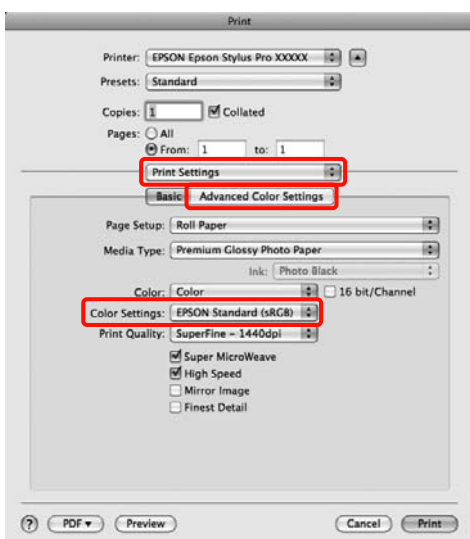 Print
Printer: EPSON Epson Stylus Pro XXXXX
Presets: Standard
Copies: 1 Collated
Pages: All
From: 1 to: 1
Print Settings
Basic Advanced Color Settings
Page Setup: Roll Paper
Media Type: Premium Glossy Photo Paper
Ink: Photo Black
Color: Color 16 bit/Channel
Color Settings: EPSON Standard (sRGB)
Print Quality: SuperFine - 1440dpi
Super MicroWeave
High Speed
Mirror Image
Finest Detail
? PDF Preview Cancel Print